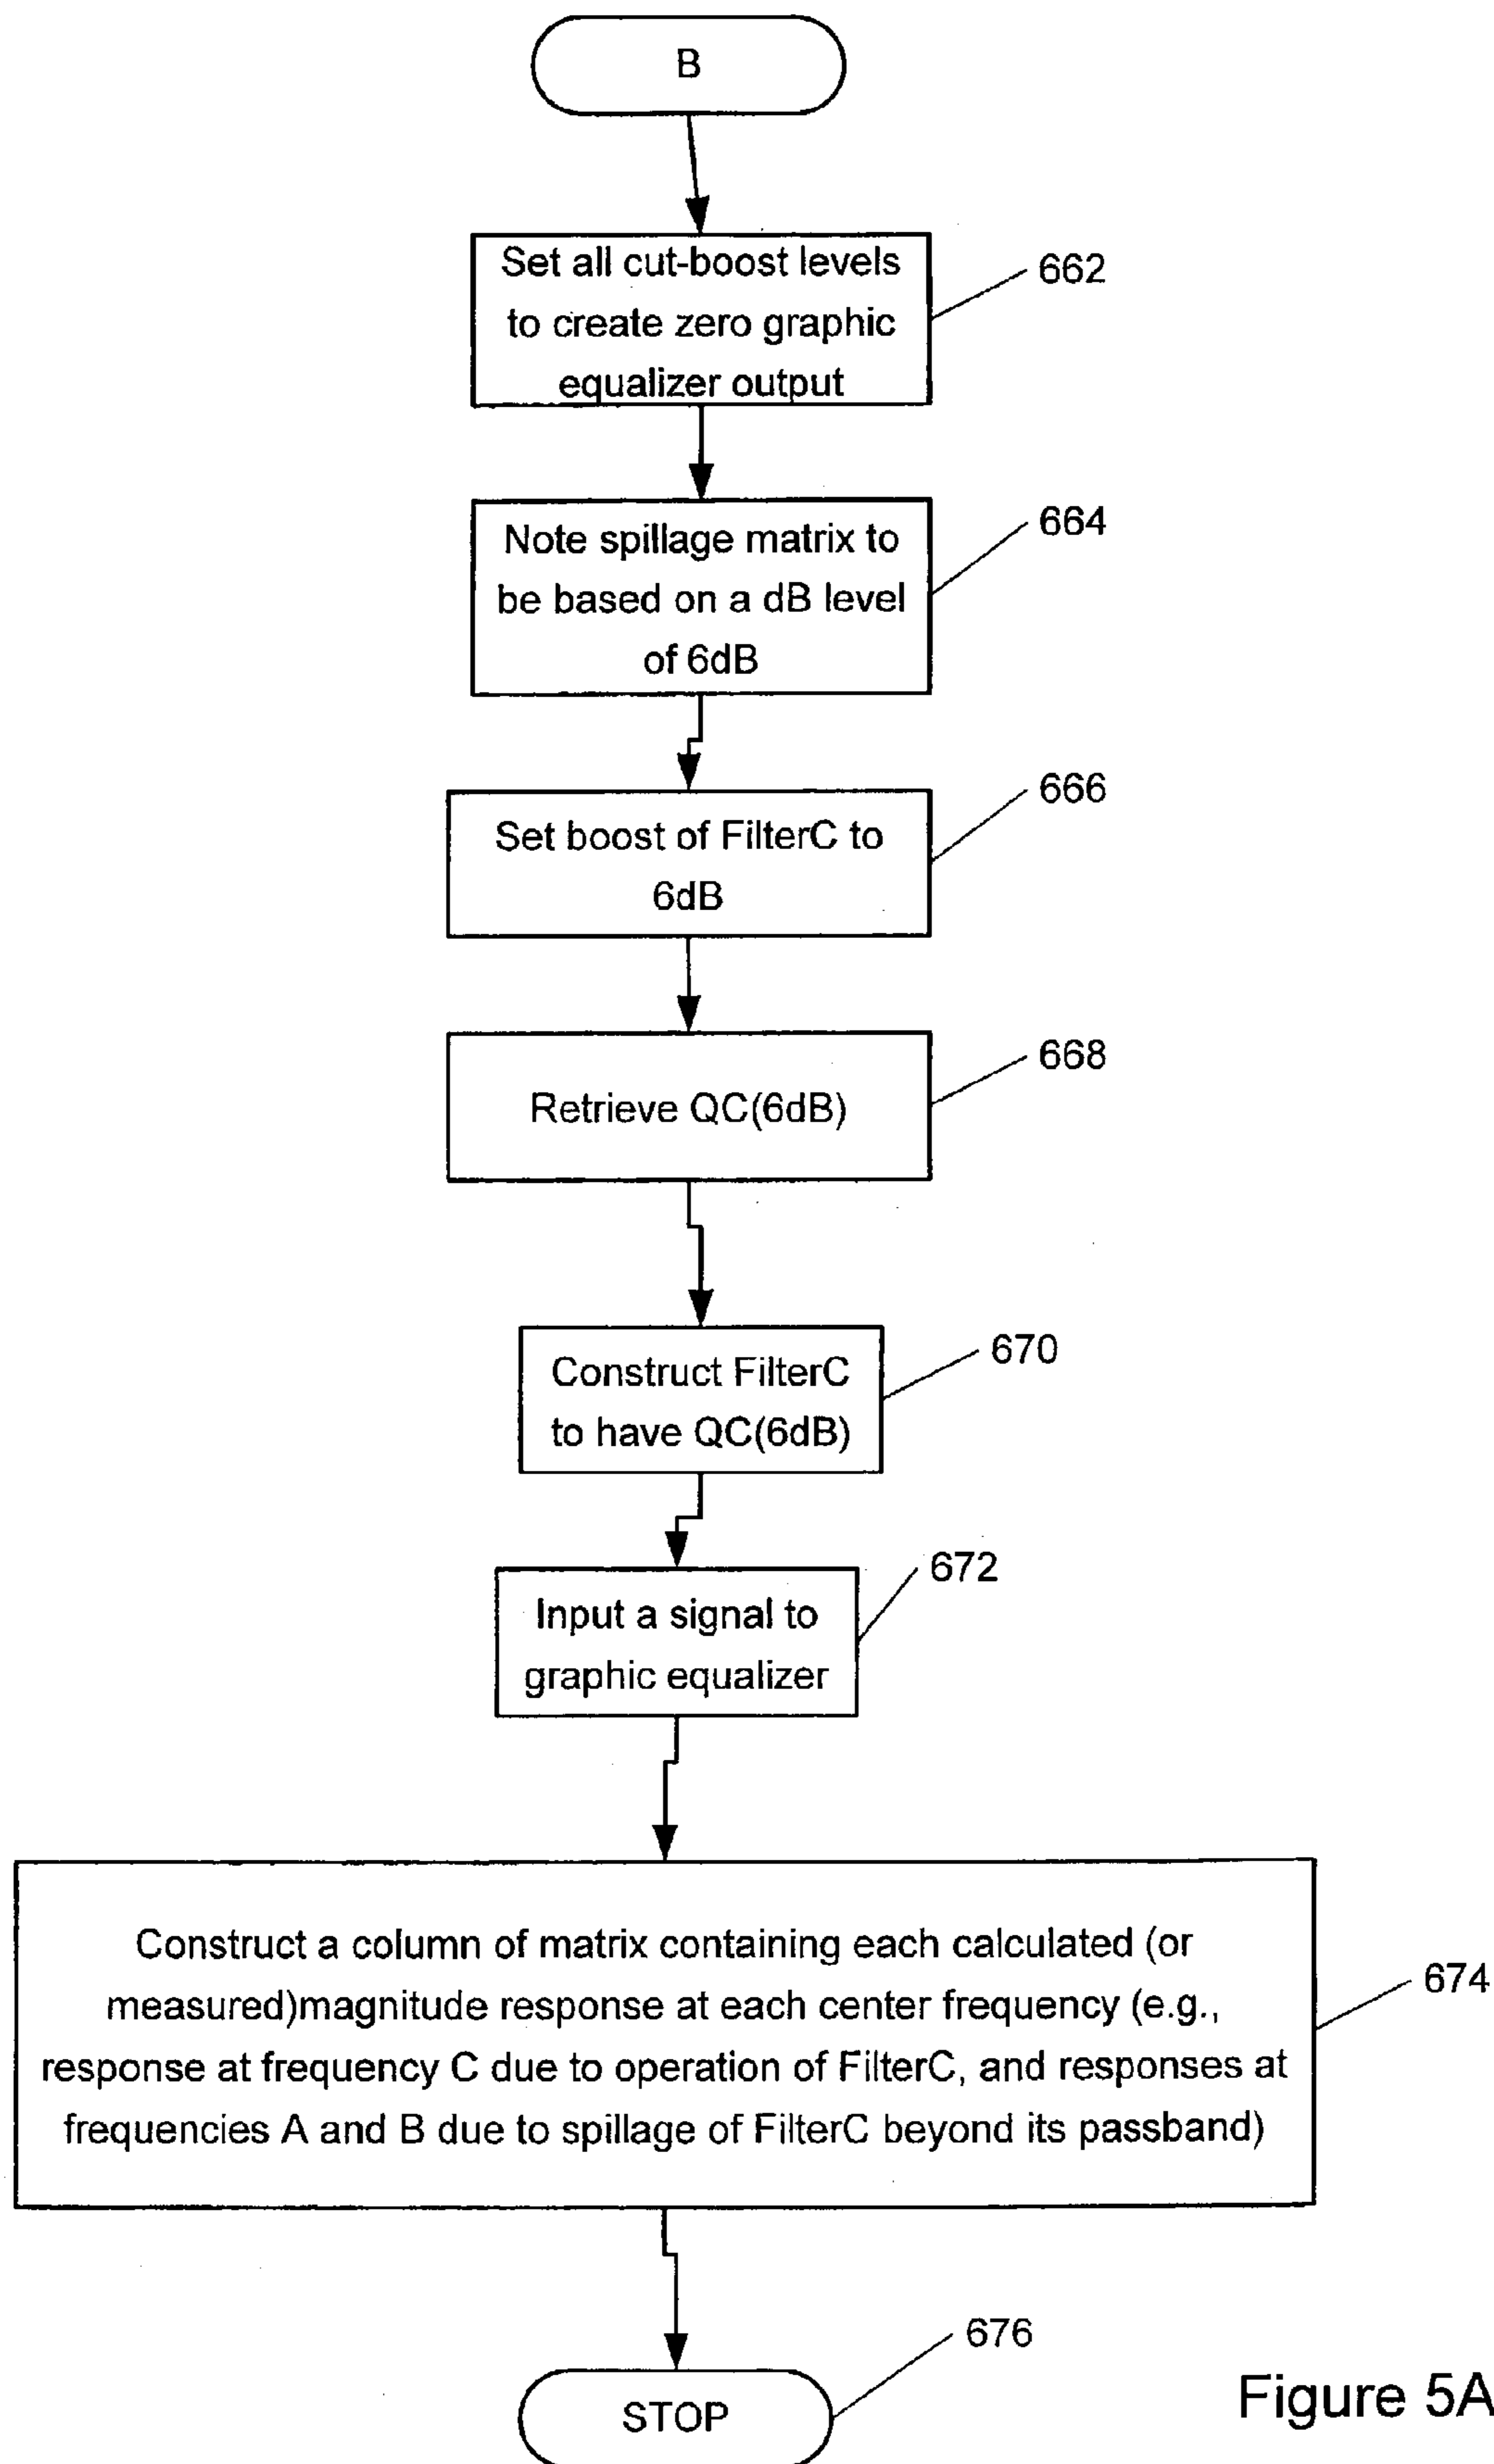 B
Set all cut-boost levels
to create zero graphic
equalizer output
662
Note spillage matrix to
be based on a dB level
of 6dB
664
Set boost of FilterC to
6dB
666
Retrieve QC(6dB)
668
Construct FilterC
to have QC(6dB)
670
Input a signal to
graphic equalizer
672
Construct a column of matrix containing each calculated (or
measured)magnitude response at each center frequency (e.g.,
response at frequency C due to operation of FilterC, and responses at
frequencies A and B due to spillage of FilterC beyond its passband)
674
STOP
676
Figure 5A